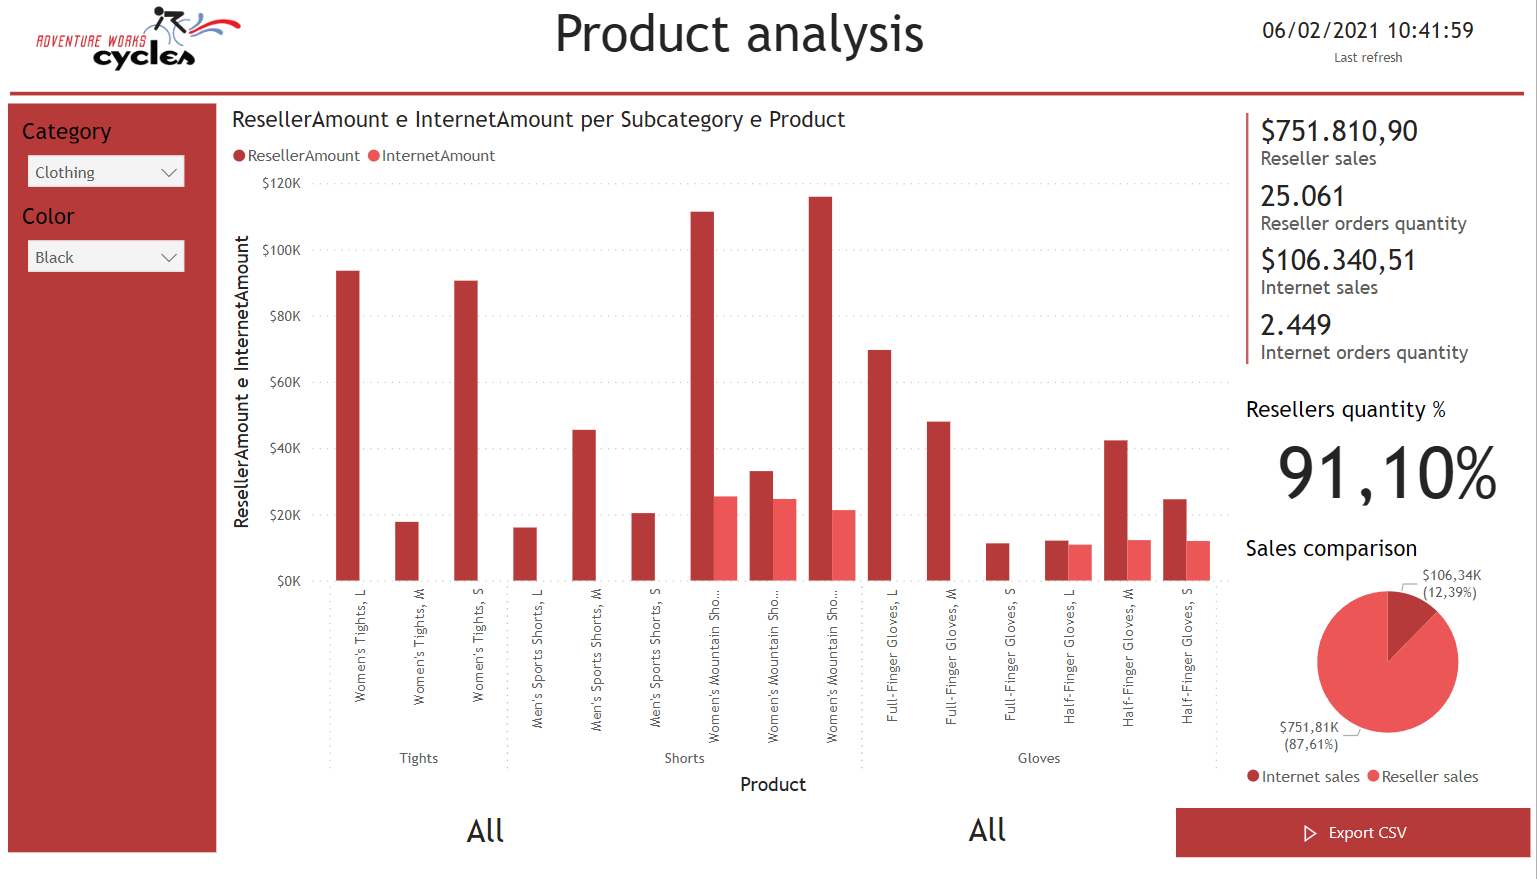 ADVENTURE WORKS
cycles
Product analysis
06/02/2021 10:41:59
Last refresh
Category
Clothing
Color
Black
ResellerAmount e InternetAmount per Subcategory e Product
ResellerAmount InternetAmount
ResellerAmount e InternetAmount
$120K
$100K
$80K
$60K
$40K
$20K
$0K
Women's Tights, L
Women's Tights, M
Women's Tights, S
Men's Sports Shorts, L
Men's Sports Shorts, M
Men's Sports Shorts, S
Women's Mountain Sho...
Women's Mountain Sho...
Women's Mountain Sho...
Full-Finger Gloves, L
Full-Finger Gloves, M
Full-Finger Gloves, S
Half-Finger Gloves, L
Half-Finger Gloves, M
Half-Finger Gloves, S
Tights
Shorts
Gloves
Product
All
All
$751.810,90
Reseller sales
25.061
Reseller orders quantity
$106.340,51
Internet sales
2.449
Internet orders quantity
Resellers quantity %
91,10%
Sales comparison
$106,34K
(12,39%)
$751,81K
(87,61%)
Internet sales Reseller sales
Export CSV